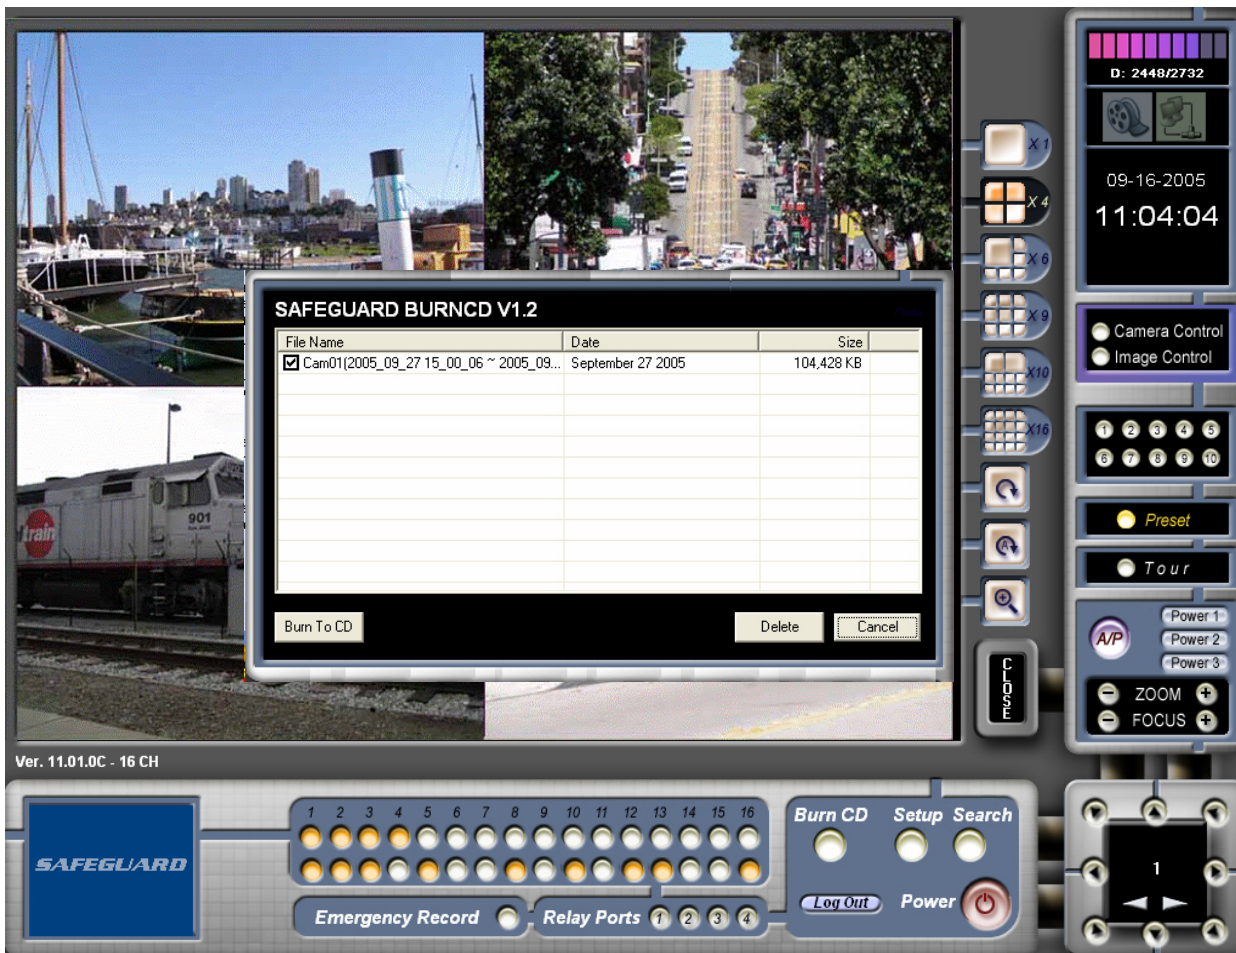 D: 2448/2732
09-16-2005
11:04:04
X 1
X 4
X 6
X 9
X10
X16
SAFEGUARD BURNCD V1.2
File Name Date Size
Cam01(2005_09_27 15_00_06 ~ 2005_09... September 27 2005 104,428 KB
Burn To CD Delete Cancel
Camera Control
Image Control
1 2 3 4 5
6 7 8 9 10
Preset
Tour
A/P
Power 1
Power 2
Power 3
ZOOM
FOCUS
CLOSE
train
901
Ver. 11.01.0C - 16 CH
SAFEGUARD
1 2 3 4 5 6 7 8 9 10 11 12 13 14 15 16
Emergency Record Relay Ports 1 2 3 4
Burn CD Setup Search
Log Out Power
1